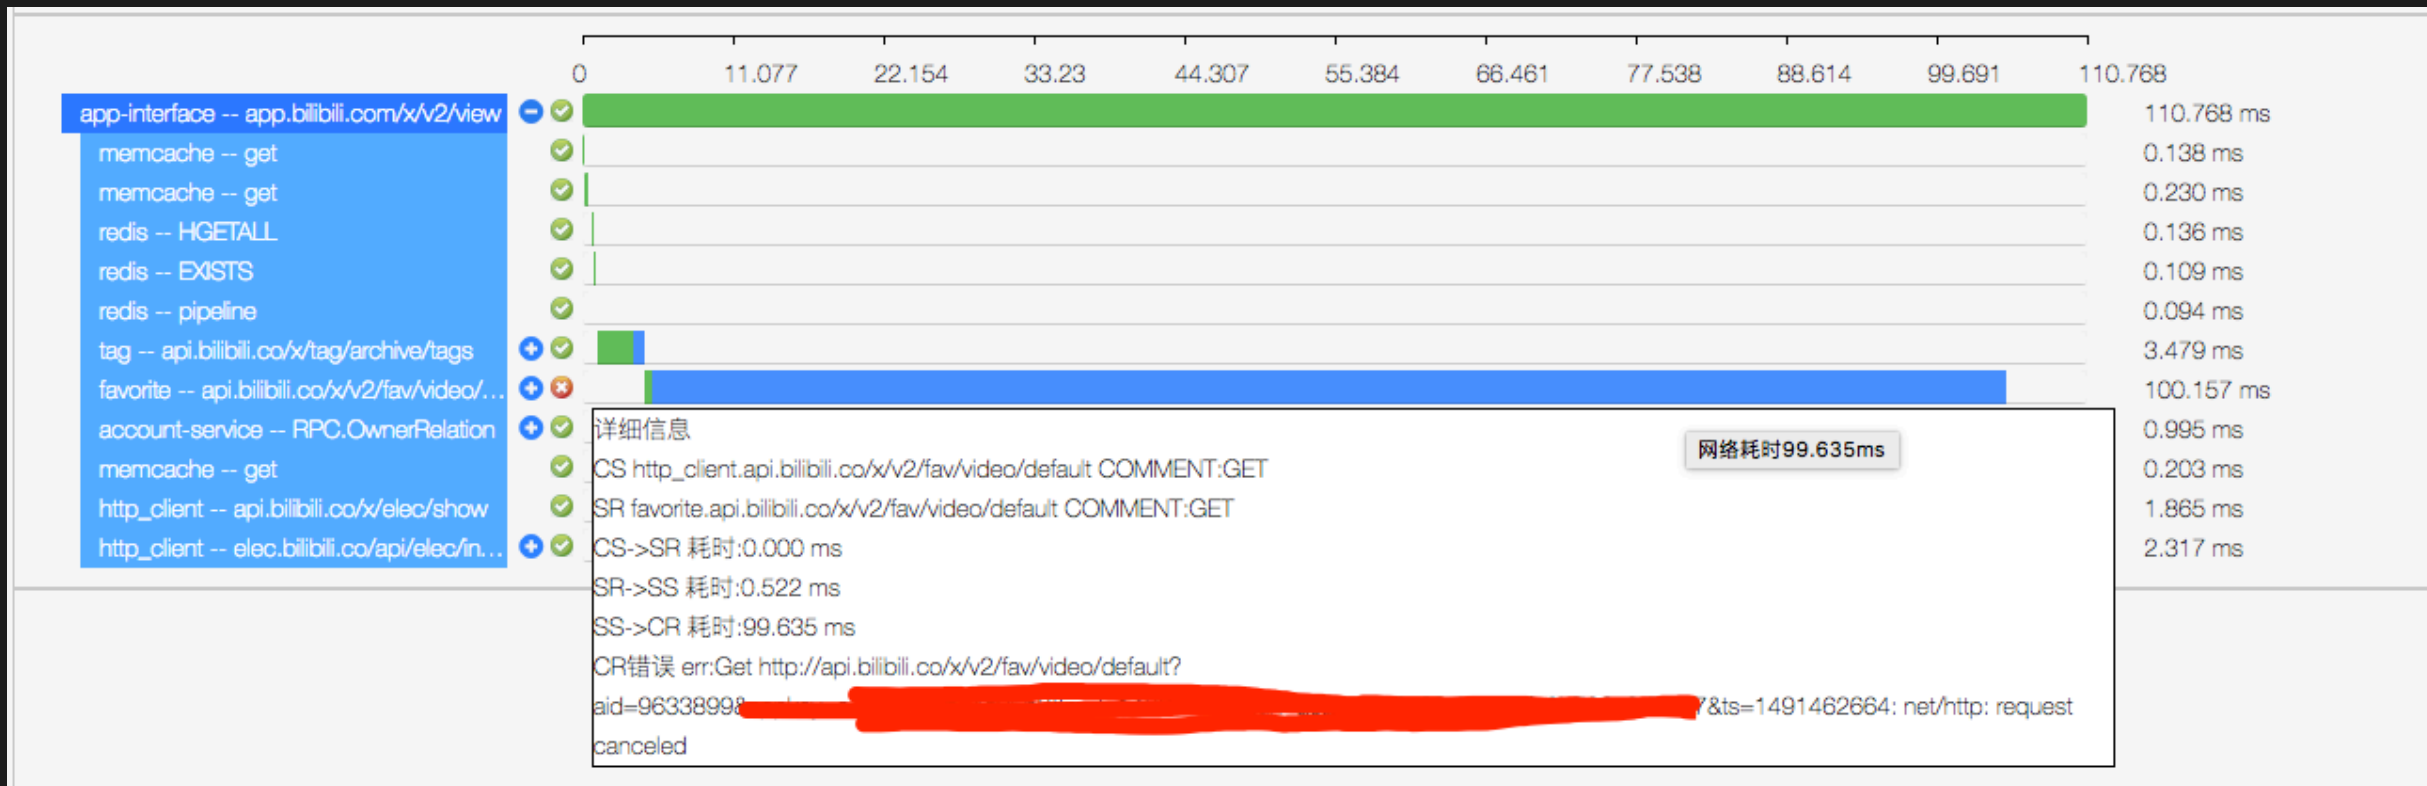 0 11.077 22.154 33.23 44.307 55.384 66.461 77.538 88.614 99.691 110.768
app-interface -- app.bilibili.com/x/v2/view 110.768 ms
memcache -- get 0.138 ms
memcache -- get 0.230 ms
redis -- HGETALL 0.136 ms
redis -- EXISTS 0.109 ms
redis -- pipeline 0.094 ms
tag -- api.bilibili.co/x/tag/archive/tags 3.479 ms
favorite -- api.bilibili.co/x/v2/fav/video/... 100.157 ms
account-service -- RPC.OwnerRelation 0.995 ms
memcache -- get 0.203 ms
http_client -- api.bilibili.co/x/elec/show 1.865 ms
http_client -- elec.bilibili.co/api/elec/in... 2.317 ms
详细信息
网络耗时99.635ms
CS http_client.api.bilibili.co/x/v2/fav/video/default COMMENT:GET
SR favorite.api.bilibili.co/x/v2/fav/video/default COMMENT:GET
CS->SR 耗时:0.000 ms
SR->SS 耗时:0.522 ms
SS->CR 耗时:99.635 ms
CR错误 err:Get http://api.bilibili.co/x/v2/fav/video/default?
aid=9633899& 7&ts=1491462664: net/http: request
canceled